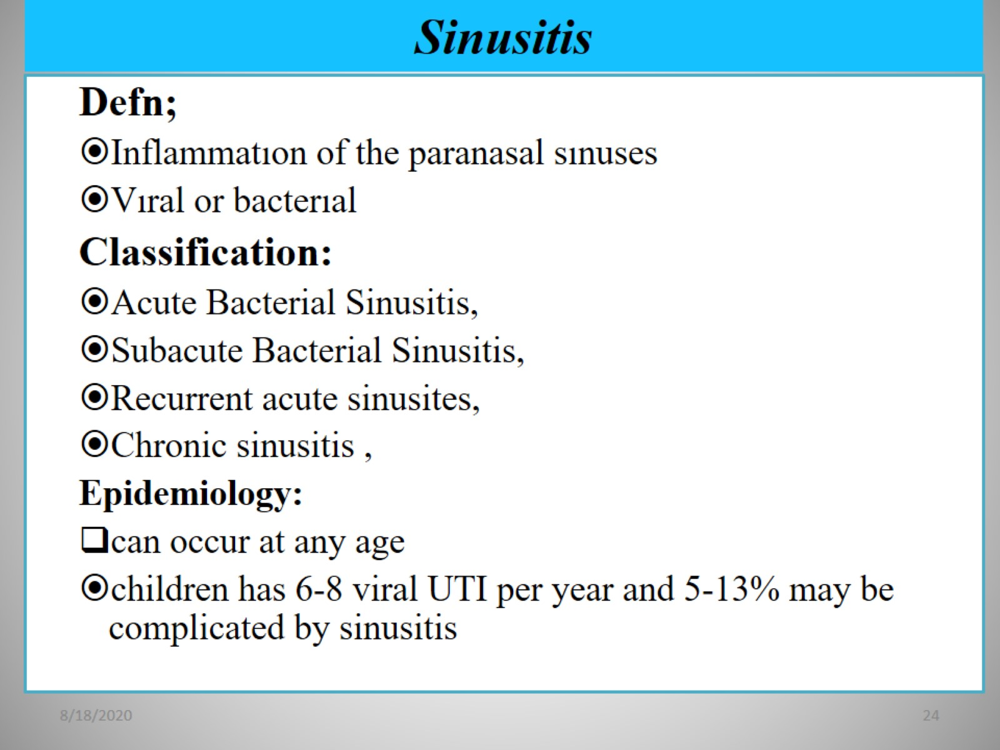 Sinusitis
Defn;
Inflammatıon of the paranasal sınuses
Vıral or bacterıal
Classification:
Acute Bacterial Sinusitis,
Subacute Bacterial Sinusitis,
Recurrent acute sinusites,
Chronic sinusitis ,
Epidemiology:
can occur at any age
children has 6-8 viral UTI per year and 5-13% may be
complicated by sinusitis
8/18/2020
24